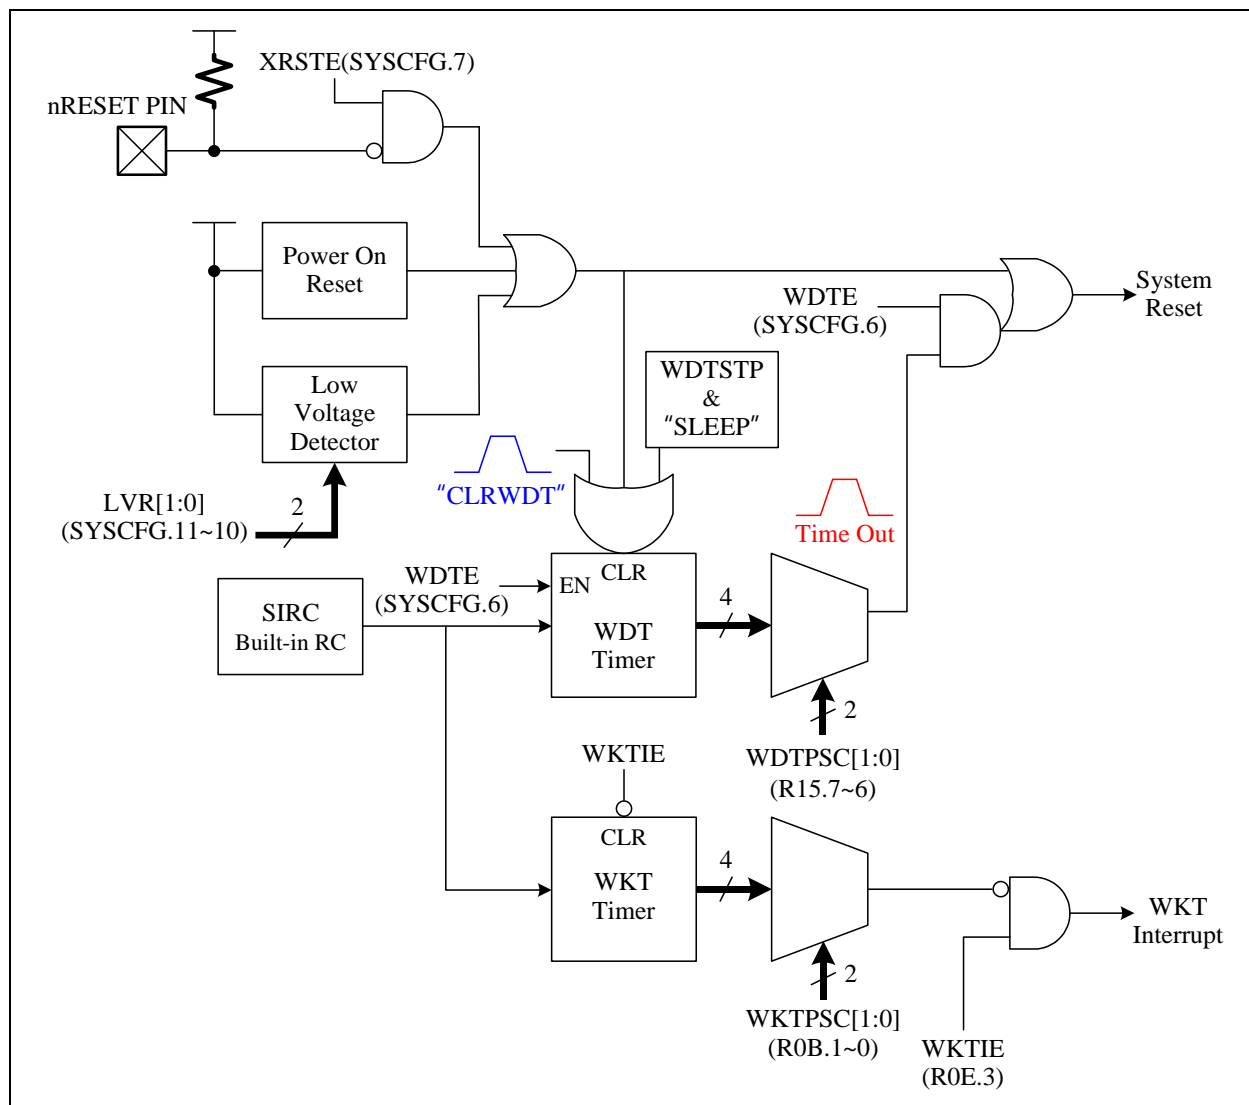 XRSTE(SYSCFG.7)
nRESET PIN
Power On
Reset
WDTE
(SYSCFG.6)
System
Reset
Low
Voltage
Detector
WDTSTP
&
"SLEEP"
"CLRWDT"
LVR[1:0]
(SYSCFG.11~10)
2
Time Out
SIRC
Built-in RC
WDTE
(SYSCFG.6)
EN
CLR
WDT
Timer
4
2
WDTPSC[1:0]
(R15.7~6)
WKTIE
CLR
WKT
Timer
4
2
WKTPSC[1:0]
(R0B.1~0)
WKTIE
(R0E.3)
WKT
Interrupt